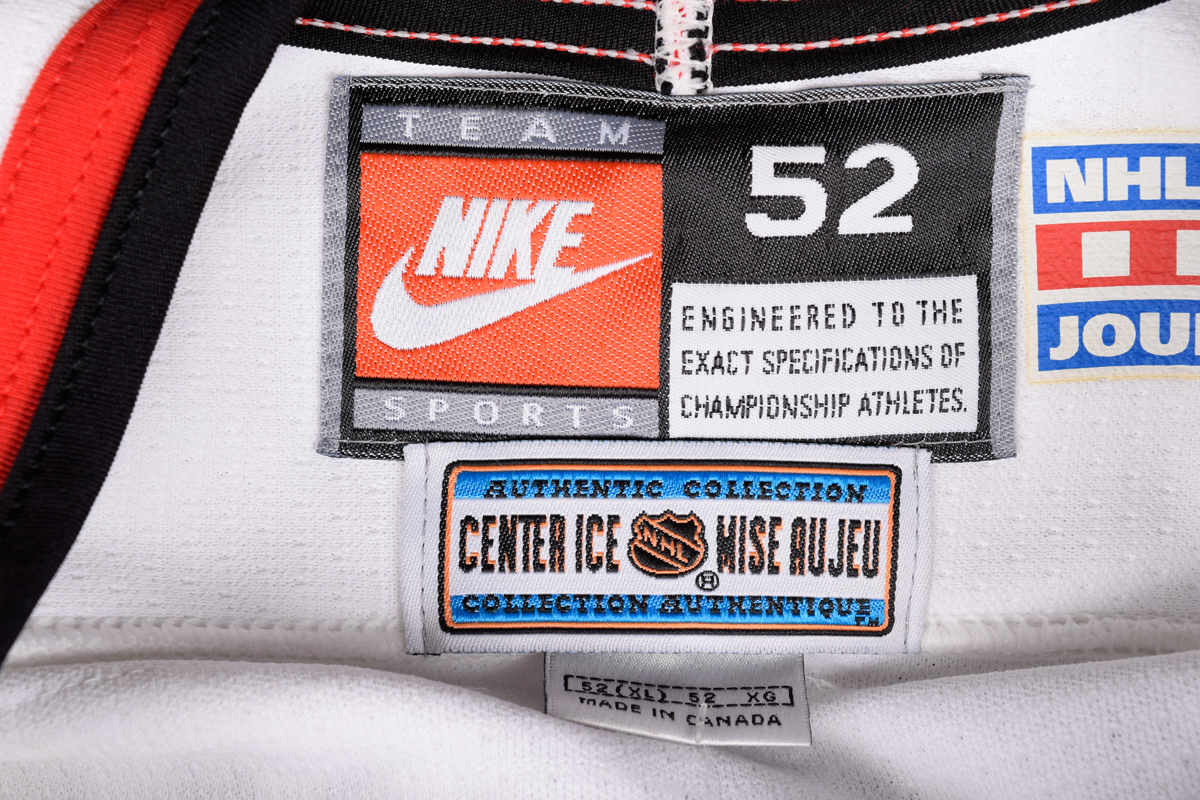 TEAM
NIKE
SPORTS
52
ENGINEERED TO THE
EXACT SPECIFICATIONS OF
CHAMPIONSHIP ATHLETES.
NHL
JOU
AUTHENTIC COLLECTION
CENTER ICE NHL ® MISE AU JEU
COLLECTION AUTHENTIQUE TM
52 (XL) 52 XG
MADE IN CANADA